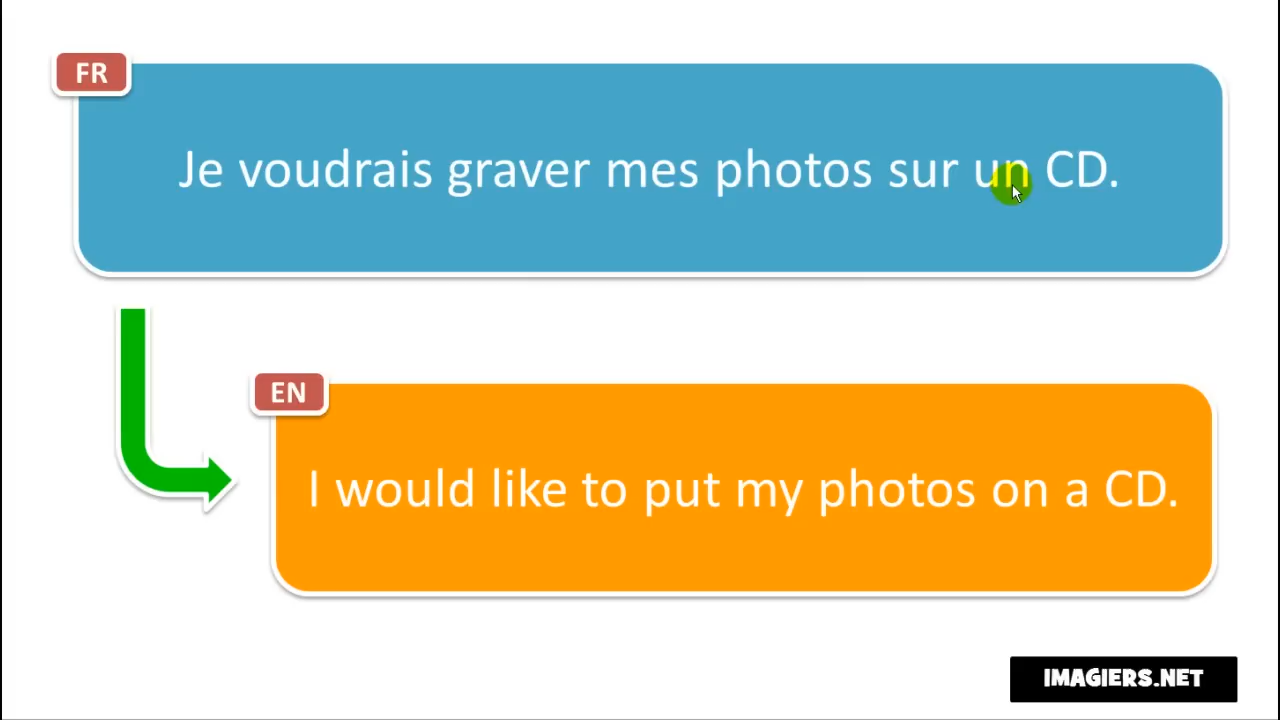 FR
Je voudrais graver mes photos sur un CD.
EN
I would like to put my photos on a CD.
IMAGIERS.NET